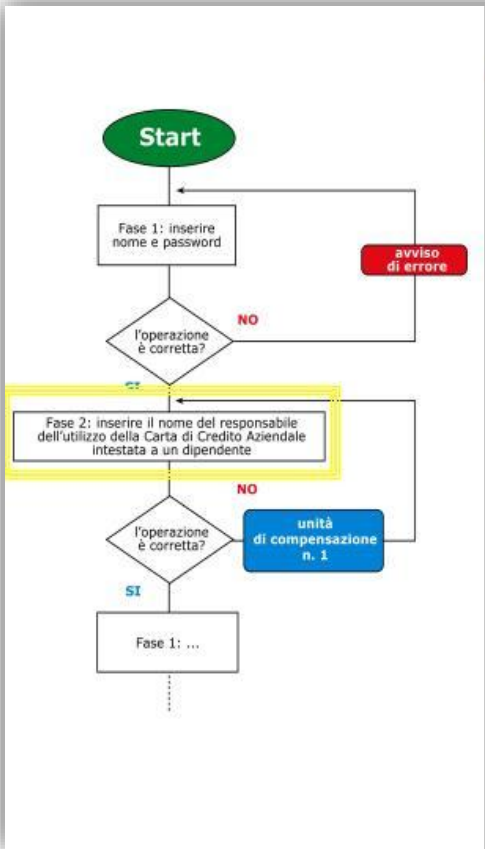 Start
Fase 1: inserire
nome e password
avviso
di errore
NO
l'operazione
è corretta?
SI
Fase 2: inserire il nome del responsabile
dell'utilizzo della Carta di Credito Aziendale
intestata a un dipendente
NO
l'operazione
è corretta?
unità
di compensazione
n. 1
SI
Fase 1: ...